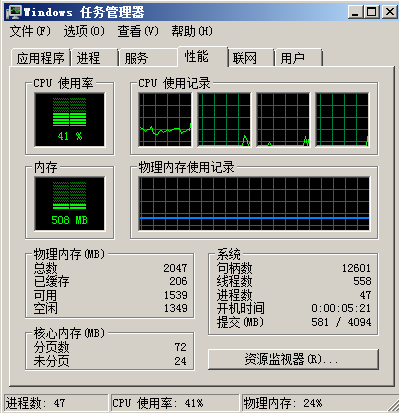 Windows 任务管理器
文件(F) 选项(O) 查看(V) 帮助(H)
应用程序 进程 服务 性能 联网 用户
CPU 使用率 CPU 使用记录
41 %
内存 物理内存使用记录
508 MB
物理内存(MB)
总数 2047
已缓存 206
可用 1539
空闲 1349
核心内存(MB)
分页数 72
未分页 24
系统
句柄数 12601
线程数 558
进程数 47
开机时间 0:00:05:21
提交(MB) 581 / 4094
资源监视器(R)...
进程数: 47 CPU 使用率: 41% 物理内存: 24%